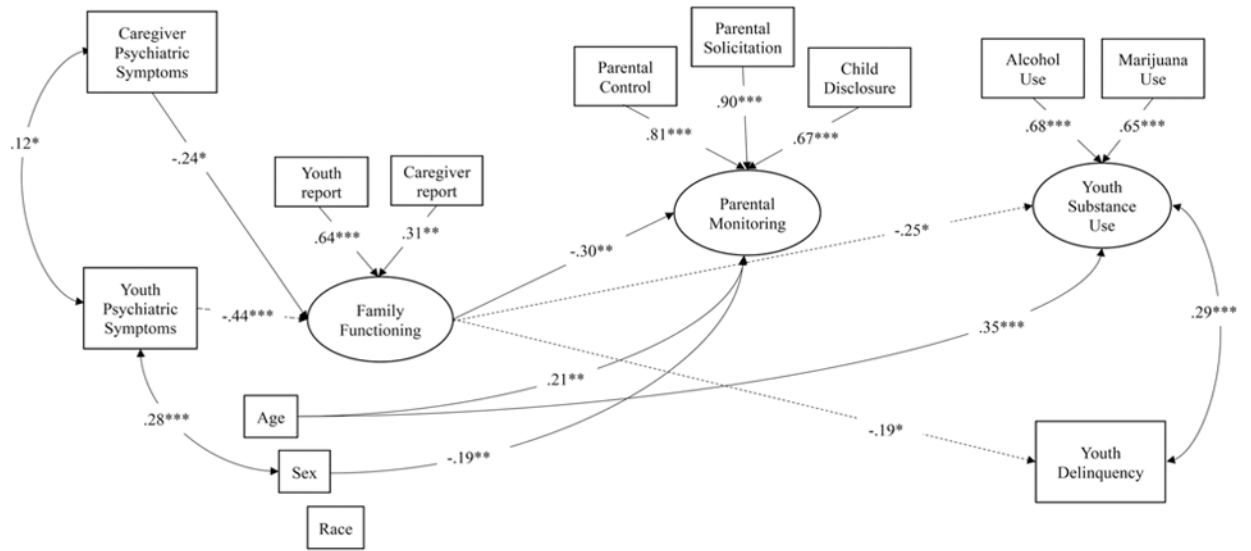 Caregiver
Psychiatric
Symptoms
Parental
Solicitation
Parental
Control
Child
Disclosure
Alcohol
Use
Marijuana
Use
.90***
.81***
.67***
.68***
.65***
.12*
-.24*
Youth
report
Caregiver
report
Parental
Monitoring
Youth
Substance
Use
.64***
.31**
-.30**
-.25*
Youth
Psychiatric
Symptoms
-.44***
Family
Functioning
.35***
.29***
.21**
.28***
Age
-.19*
-.19**
Sex
Youth
Delinquency
Race